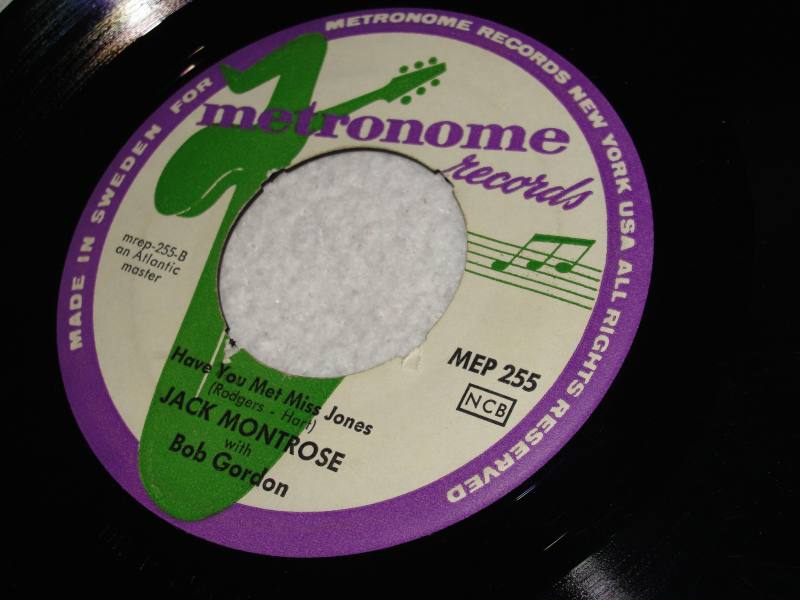 MADE IN SWEDEN FOR METRONOME RECORDS NEW YORK USA ALL RIGHTS RESERVED
metronome
records
mrep-255-B
an Atlantic
master
MEP 255
NCB
Have You Met Miss Jones
(Rodgers - Hart)
JACK MONTROSE
with
Bob Gordon